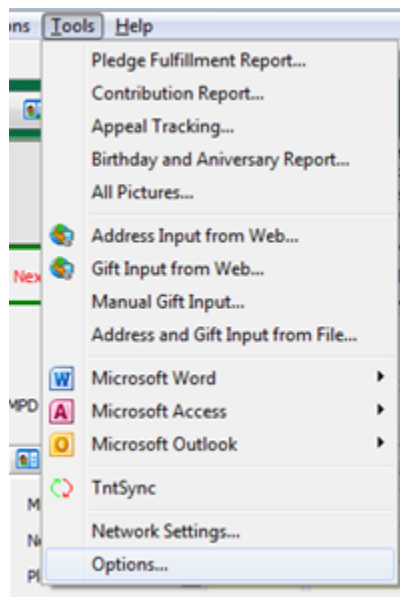 ns Tools Help
Pledge Fulfillment Report...
Contribution Report...
Appeal Tracking...
Birthday and Aniversary Report...
All Pictures...
Address Input from Web...
Nex Gift Input from Web...
Manual Gift Input...
Address and Gift Input from File...
W Microsoft Word
MPD A Microsoft Access
O Microsoft Outlook
TntSync
M
Network Settings...
N
Options...
Pl